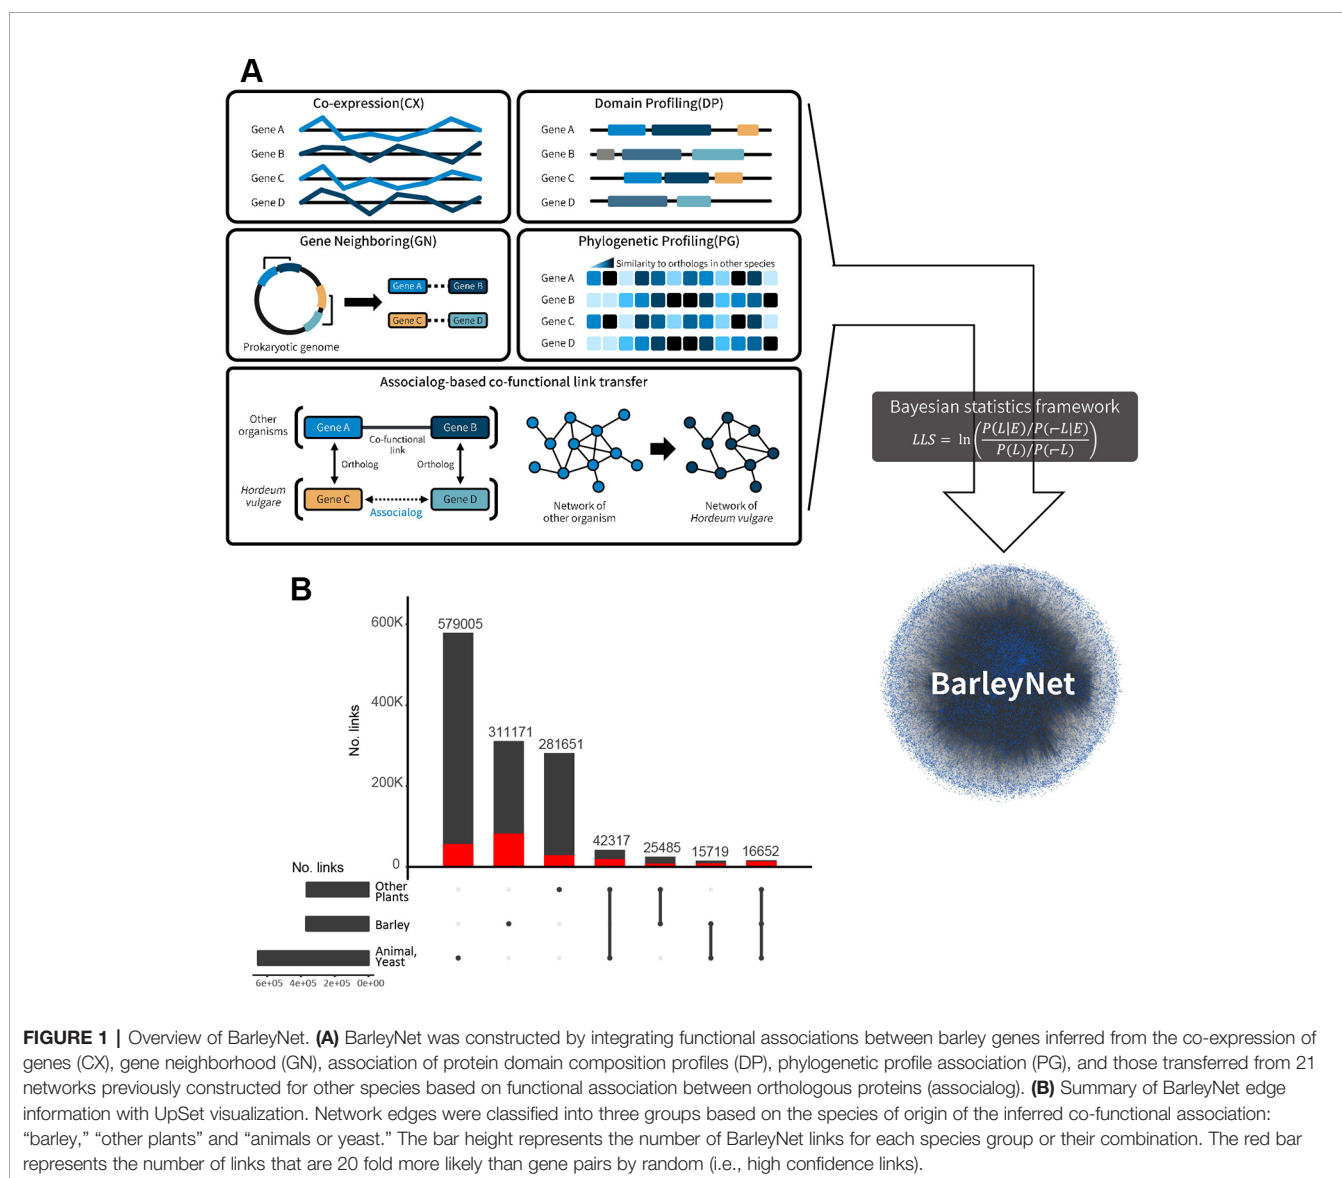 A
Co-expression(CX)
Gene A
Gene B
Gene C
Gene D
Domain Profiling(DP)
Gene A
Gene B
Gene C
Gene D
Gene Neighboring(GN)
Gene A
Gene B
Gene C
Gene D
Prokaryotic genome
Phylogenetic Profiling(PG)
Similarity to orthologs in other species
Gene A
Gene B
Gene C
Gene D
Associalog-based co-functional link transfer
Other
organisms
Gene A
Gene B
Co-functional
link
Ortholog
Ortholog
Hordeum
vulgare
Gene C
Gene D
Associalog
Network of
other organism
Network of
Hordeum vulgare
Bayesian statistics framework
LLS = ln(P(L|E)/P(⌐L|E) / P(L)/P(⌐L))
BarleyNet
B
No. links
600K
400K
200K
0
579005
311171
281651
42317
25485
15719
16652
No. links
Other
Plants
Barley
Animal,
Yeast
6e+05 4e+05 2e+05 0e+00
FIGURE 1 | Overview of BarleyNet. (A) BarleyNet was constructed by integrating functional associations between barley genes inferred from the co-expression of
genes (CX), gene neighborhood (GN), association of protein domain composition profiles (DP), phylogenetic profile association (PG), and those transferred from 21
networks previously constructed for other species based on functional association between orthologous proteins (associalog). (B) Summary of BarleyNet edge
information with UpSet visualization. Network edges were classified into three groups based on the species of origin of the inferred co-functional association:
“barley,” “other plants” and “animals or yeast.” The bar height represents the number of BarleyNet links for each species group or their combination. The red bar
represents the number of links that are 20 fold more likely than gene pairs by random (i.e., high confidence links).